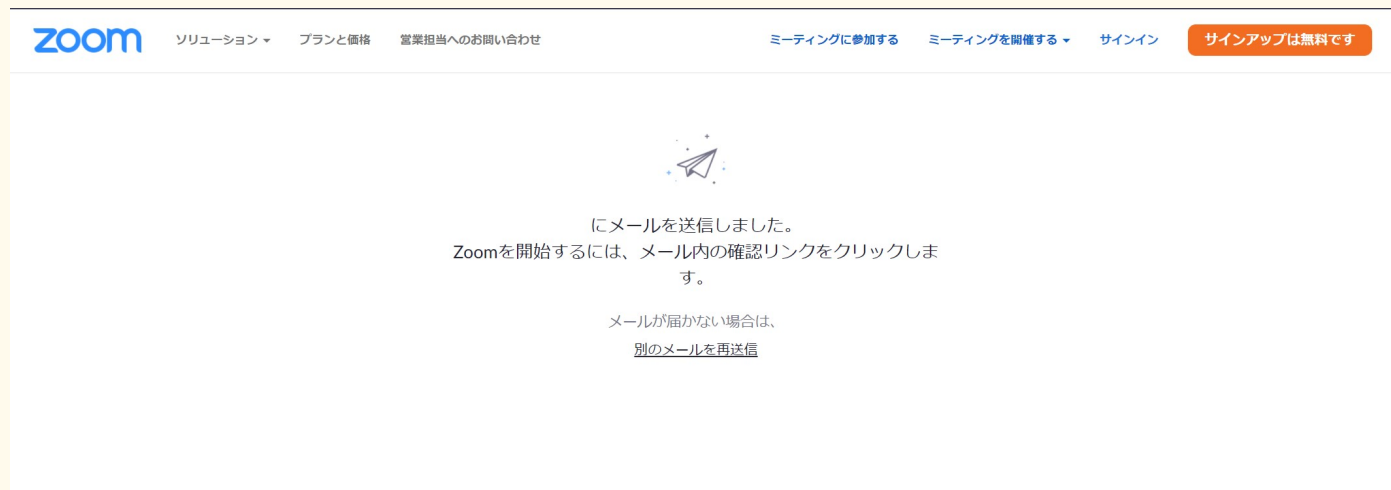 zoom ソリューション プランと価格 営業担当へのお問い合わせ ミーティングに参加する ミーティングを開催する サインイン サインアップは無料です
にメールを送信しました。
Zoomを開始するには、メール内の確認リンクをクリックしま
す。
メールが届かない場合は、
別のメールを再送信